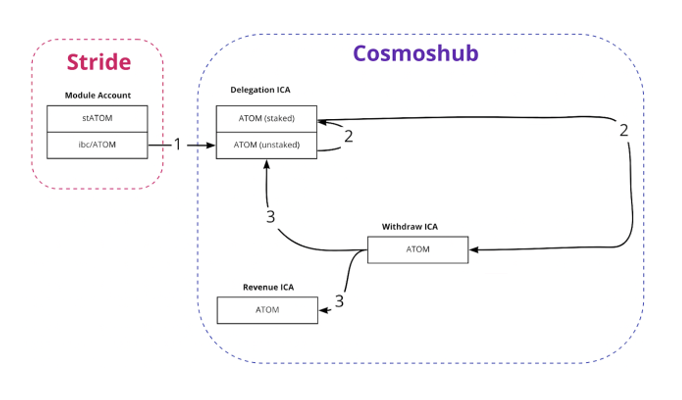 Stride
Cosmoshub
Module Account
stATOM
ibc/ATOM
1
Delegation ICA
ATOM (staked)
ATOM (unstaked)
2
2
3
Withdraw ICA
ATOM
Revenue ICA
ATOM
3